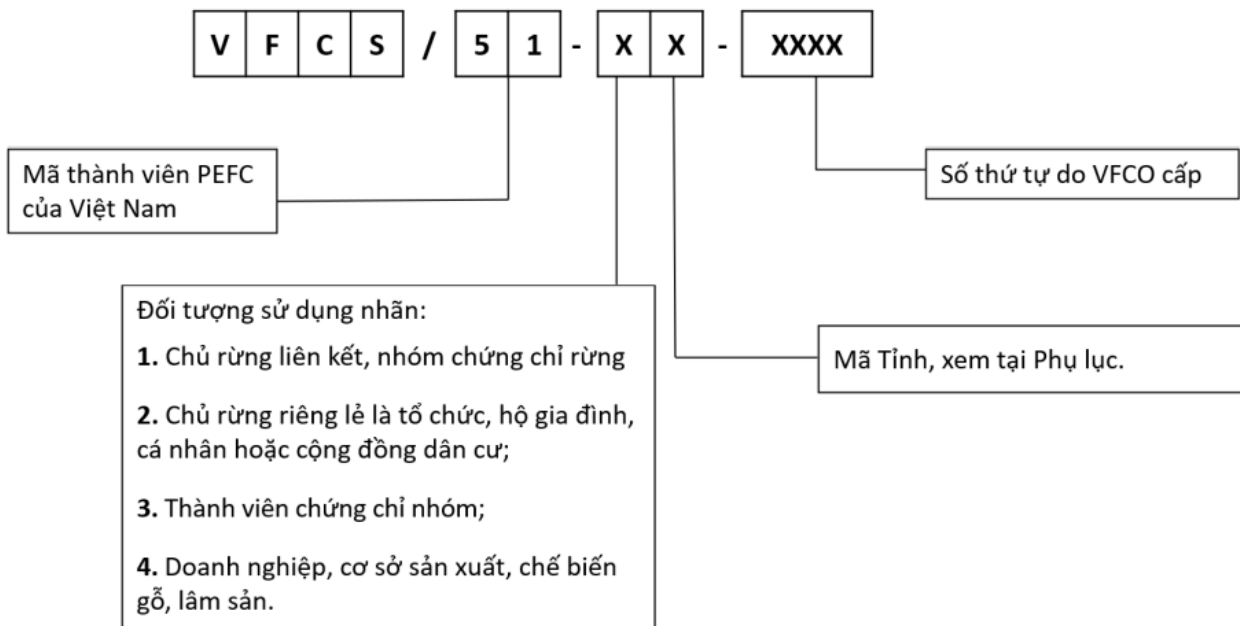 VFCS / 51 - XX - XXXX
Mã thành viên PEFC
của Việt Nam
Số thứ tự do VFCO cấp
Đối tượng sử dụng nhãn:
1. Chủ rừng liên kết, nhóm chứng chỉ rừng
2. Chủ rừng riêng lẻ là tổ chức, hộ gia đình,
cá nhân hoặc cộng đồng dân cư;
3. Thành viên chứng chỉ nhóm;
4. Doanh nghiệp, cơ sở sản xuất, chế biến
gỗ, lâm sản.
Mã Tỉnh, xem tại Phụ lục.